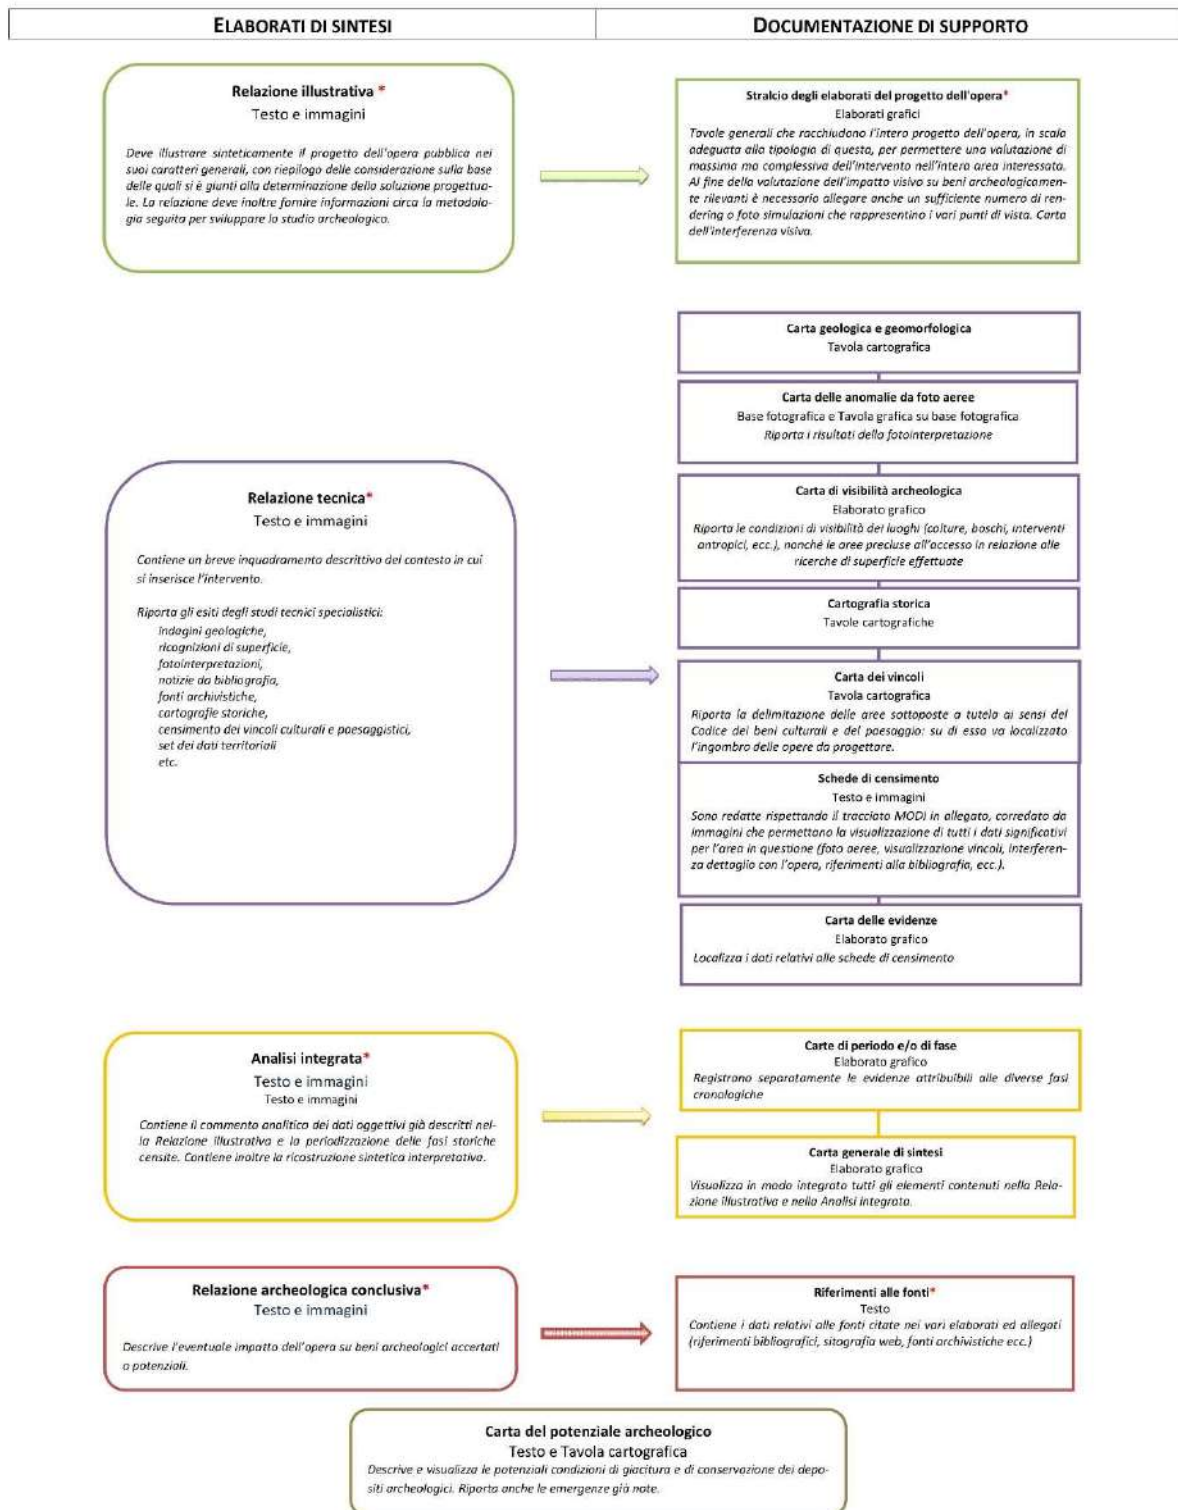 ELABORATI DI SINTESI
DOCUMENTAZIONE DI SUPPORTO
Relazione illustrativa *
Testo e immagini
Deve illustrare sinteticamente il progetto dell'opera pubblica nei
suoi caratteri generali, con riepilogo delle considerazione sulla base
delle quali si è giunti alla determinazione della soluzione progettua-
le. La relazione deve inoltre fornire informazioni circa la metodolo-
gia seguita per sviluppare lo studio archeologico.
Stralcio degli elaborati del progetto dell'opera*
Elaborati grafici
Tavole generali che racchiudono l'intero progetto dell'opera, in scala
adeguata alla tipologia di questa, per permettere una valutazione di
massima ma complessiva dell'intervento nell'intero area interessata.
Al fine della valutazione dell'impatto visivo su beni archeologicamen-
te rilevanti è necessario allegare anche un sufficiente numero di ren-
dering o foto simulazioni che rappresentino i vari punti di vista. Carta
dell'interferenza visiva.
Relazione tecnica*
Testo e immagini
Contiene un breve inquadramento descrittivo del contesto in cui
si inserisce l'intervento.
Riporta gli esiti degli studi tecnici specialistici:
indagini geologiche,
ricognizioni di superficie,
fotointerpretazioni,
notizie da bibliografia,
fonti archivistiche,
cartografie storiche,
censimento dei vincoli culturali e paesaggistici,
set dei dati territoriali
etc.
Carta geologica e geomorfologica
Tavola cartografica
Carta delle anomalie da foto aeree
Base fotografica e Tavola grafica su base fotografica
Riporta i risultati della fotointerpretazione
Carta di visibilità archeologica
Elaborato grafico
Riporta le condizioni di visibilità dei luoghi (colture, boschi, interventi
antropici, ecc.), nonché le aree precluse all'accesso in relazione alle
ricerche di superficie effettuate
Cartografia storica
Tavole cartografiche
Carta dei vincoli
Tavola cartografica
Riporta la delimitazione delle aree sottoposte a tutela ai sensi del
Codice dei beni culturali e del paesaggio: su di essa va localizzato
l'ingombro delle opere da progettare.
Schede di censimento
Testo e immagini
Sono redatte rispettando il tracciato MODI in allegato, corredato da
immagini che permettano la visualizzazione di tutti i dati significativi
per l'area in questione (foto aeree, visualizzazione vincoli, interferen-
za dettaglio con l'opera, riferimenti alla bibliografia, ecc.).
Carta delle evidenze
Elaborato grafico
Localizza i dati relativi alle schede di censimento
Analisi integrata*
Testo e immagini
Testo e immagini
Contiene il commento analitico dei dati oggettivi già descritti nel-
la Relazione illustrativa e la periodizzazione delle fasi storiche
censite. Contiene inoltre la ricostruzione sintetica interpretativa.
Carte di periodo e/o di fase
Elaborato grafico
Registrano separatamente le evidenze attribuibili alle diverse fasi
cronologiche
Carta generale di sintesi
Elaborato grafico
Visualizza in modo integrato tutti gli elementi contenuti nella Rela-
zione illustrativa e nella Analisi integrata.
Relazione archeologica conclusiva*
Testo e immagini
Descrive l'eventuale impatto dell'opera su beni archeologici accertati
o potenziali.
Riferimenti alle fonti*
Testo
Contiene i dati relativi alle fonti citate nei vari elaborati ed allegati
(riferimenti bibliografici, sitografia web, fonti archivistiche ecc.)
Carta del potenziale archeologico
Testo e Tavola cartografica
Descrive e visualizza le potenziali condizioni di giacitura e di conservazione dei depo-
siti archeologici. Riporta anche le emergenze già note.